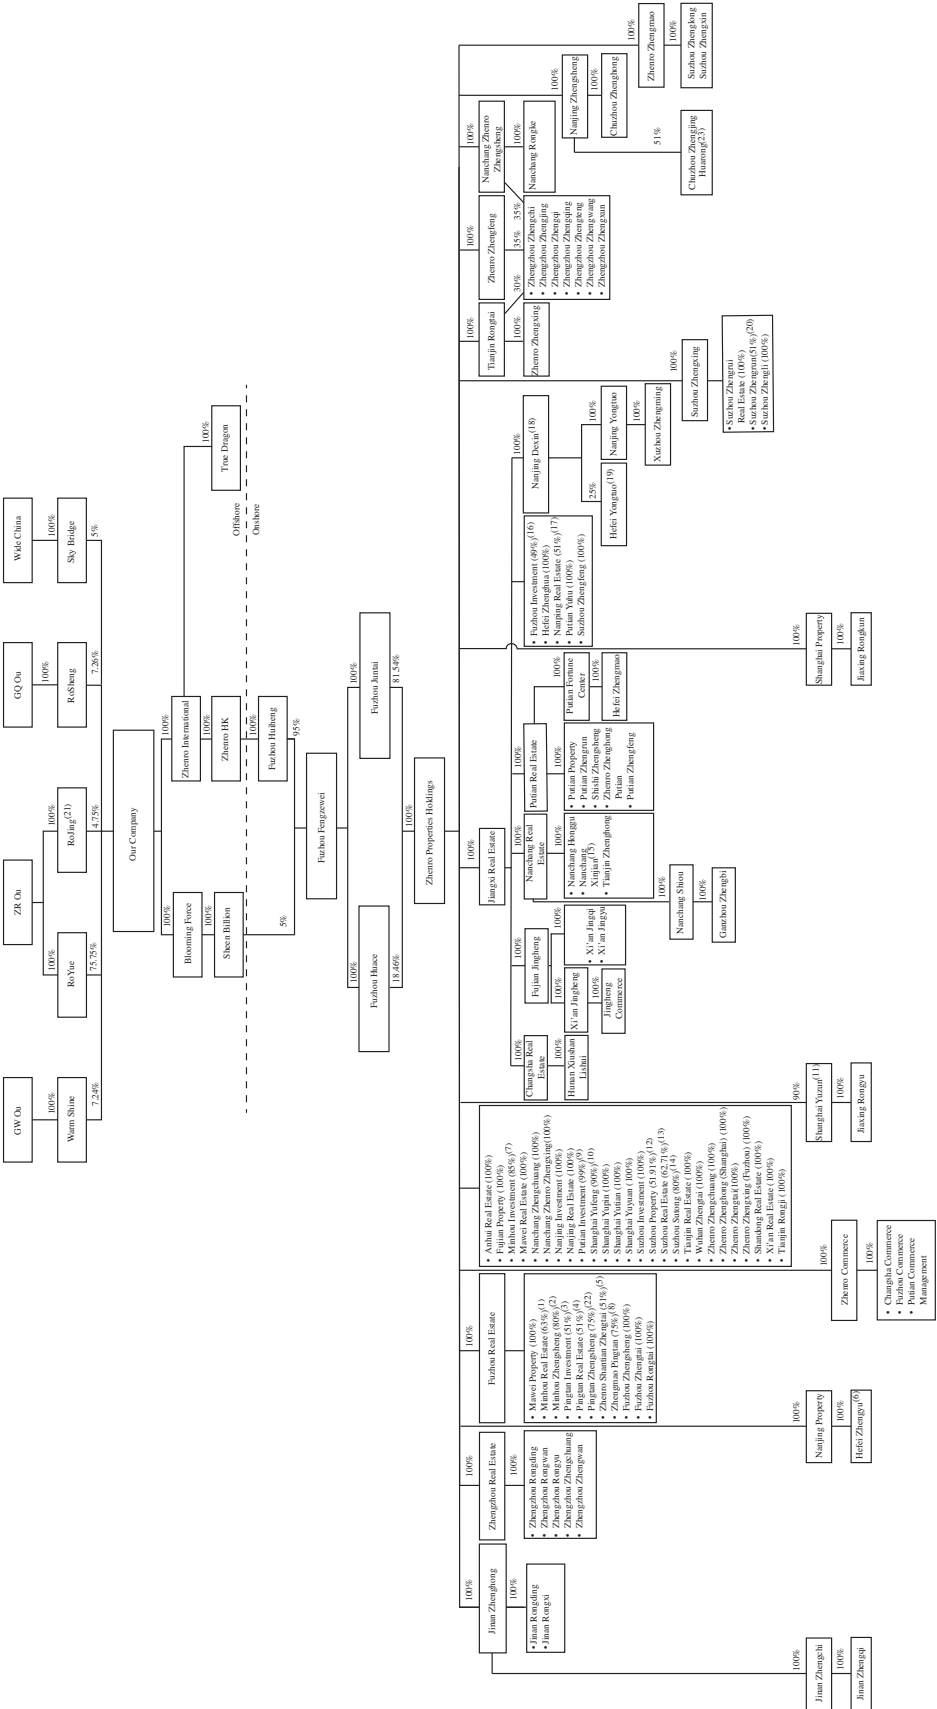 GW Ou
ZR Ou
GQ Ou
Wide China
100%
100%
100%
100%
100%
Warm Shine
RoYue
RoJing(21)
RoSheng
Sky Bridge
7.24%
75.75%
4.75%
7.26%
5%
Our Company
100%
100%
Blooming Force
Zhenro International
100%
100%
100%
Sheen Billion
Zhenro HK
True Dragon
Offshore
Onshore
100%
Fuzhou Huiheng
5%
95%
Fuzhou Fengzewei
100%
100%
Fuzhou Huace
Fuzhou Juntai
18.46%
81.54%
100%
Zhenro Properties Holdings
100%
100%
100%
100%
100%
100%
100%
Jinan Zhenghong
Zhengzhou Real Estate
Fuzhou Real Estate
Jiangxi Real Estate
Tianjin Rongtai
Zhenro Zhengfeng
Nanchang Zhenro
Zhengsheng
100%
• Jinan Rongding
• Jinan Rongxi
100%
• Zhengzhou Rongding
• Zhengzhou Rongwan
• Zhengzhou Rongyu
• Zhengzhou Zhengchuang
• Zhengzhou Zhengwan
• Mawei Property (100%)
• Minhou Real Estate (63%)(1)
• Minhou Zhengsheng (80%)(2)
• Pingtan Investment (51%)(3)
• Pingtan Real Estate (51%)(4)
• Pingtan Zhengsheng (75%)(22)
• Zhenro Shantian Zhengtai (51%)(5)
• Zhengmao Pingtan (75%)(8)
• Fuzhou Zhengsheng (100%)
• Fuzhou Zhengtai (100%)
• Fuzhou Rongtai (100%)
• Anhui Real Estate (100%)
• Fujian Property (100%)
• Minhou Investment (85%)(7)
• Mawei Real Estate (100%)
• Nanchang Zhengchuang (100%)
• Nanchang Zhenro Zhengxing(100%)
• Nanjing Investment (100%)
• Nanjing Real Estate (100%)
• Putian Investment (99%)(9)
• Shanghai Yufeng (90%)(10)
• Shanghai Yupin (100%)
• Shanghai Yutian (100%)
• Shanghai Yuyuan (100%)
• Suzhou Investment (100%)
• Suzhou Property (51.91%)(12)
• Suzhou Real Estate (62.71%)(13)
• Suzhou Sutong (80%)(14)
• Tianjin Real Estate (100%)
• Wuhan Zhengtai (100%)
• Zhenro Zhengchuang (100%)
• Zhenro Zhenghong (Shanghai) (100%)
• Zhenro Zhengtai(100%)
• Zhenro Zhengxing (Fuzhou) (100%)
• Shandong Real Estate (100%)
• Xi'an Real Estate (100%)
• Tianjin Rongji (100%)
100%
100%
100%
100%
100%
Changsha Real
Estate
Fujian Jingheng
Nanchang Real
Estate
Putian Real Estate
• Fuzhou Investment (49%)(16)
• Hefei Zhenghua (100%)
• Nanping Real Estate (51%)(17)
• Putian Yuhu (100%)
• Suzhou Zhengfeng (100%)
Nanjing Dexin(18)
100%
Hunan Xiushan
Lishui
100%
Xi'an Jingheng
100%
Jingheng
Commerce
100%
• Xi'an Jingqi
• Xi'an Jingyu
100%
• Nanchang Honggu
• Nanchang
Xinjian(15)
• Tianjin Zhenghong
100%
Nanchang Shiou
100%
Ganzhou Zhengbi
100%
• Putian Property
• Putian Zhengrun
• Shishi Zhengsheng
• Zhenro Zhenghong
Putian
• Putian Zhengfeng
100%
Putian Fortune
Center
100%
Hefei Zhengmao
25%
Hefei Yongtuo(19)
100%
Nanjing Yongtuo
100%
Xuzhou Zhengming
100%
Zhenro Zhengxing
30%
35%
35%
• Zhengzhou Zhengchi
• Zhengzhou Zhengjing
• Zhengzhou Zhengqi
• Zhengzhou Zhengqing
• Zhengzhou Zhengteng
• Zhengzhou Zhengwang
• Zhengzhou Zhengxun
100%
Nanchang Rongke
100%
Nanjing Zhengsheng
100%
Chuzhou Zhenghong
51%
Chuzhou Zhengjing
Huarong(23)
100%
Zhenro Zhengmao
100%
Suzhou Zhenglong
Suzhou Zhengxin
100%
Suzhou Zhengxing
• Suzhou Zhengrui
Real Estate (100%)
• Suzhou Zhengrun(51%)(20)
• Suzhou Zhengli (100%)
100%
Jinan Zhengchi
100%
Jinan Zhengqi
100%
Nanjing Property
100%
Hefei Zhengyu(6)
100%
Zhenro Commerce
100%
• Changsha Commerce
• Fuzhou Commerce
• Putian Commerce
Management
90%
Shanghai Yuzun(11)
100%
Jiaxing Rongyu
100%
Shanghai Property
100%
Jiaxing Rongkun